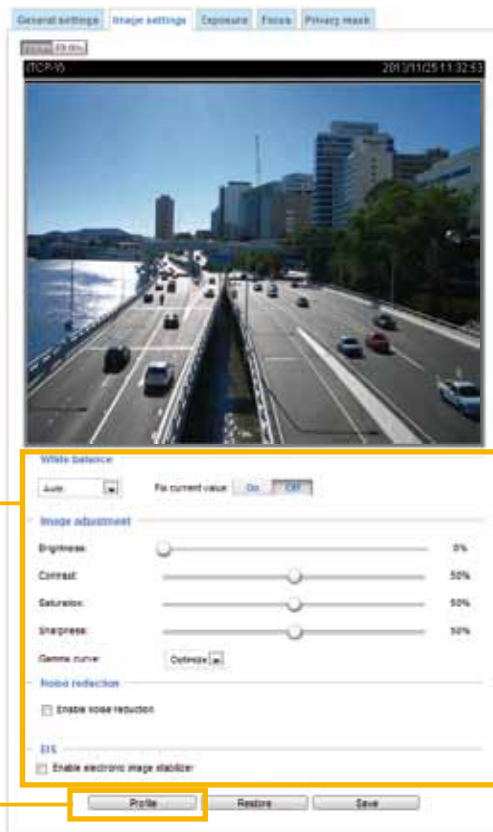 General settings Image settings Exposure Focus Privacy mask
(TCP-V) 2013/11/25 11:32:53
White balance
Auto Fix current value: On Off
Image adjustment
Brightness: 0%
Contrast: 50%
Saturation: 50%
Sharpness: 50%
Gamma curve: Optimize
Noise reduction
Enable noise reduction
EIS
Enable electronic image stabilizer
Profile Restore Save